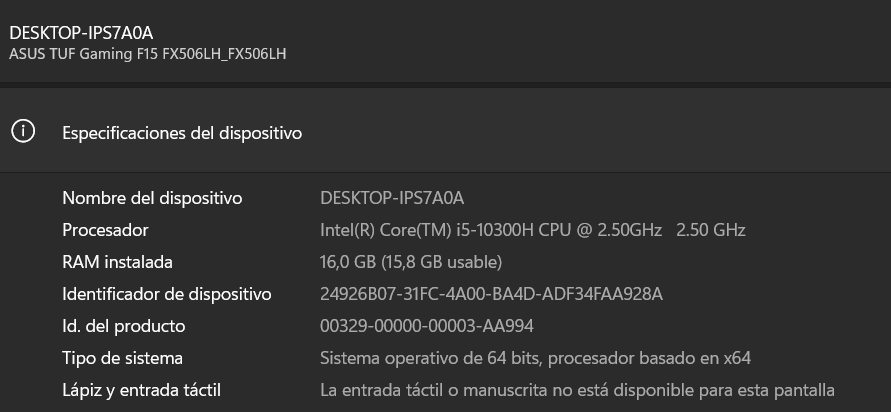 DESKTOP-IPS7A0A
ASUS TUF Gaming F15 FX506LH_FX506LH
Especificaciones del dispositivo
Nombre del dispositivo DESKTOP-IPS7A0A
Procesador Intel(R) Core(TM) i5-10300H CPU @ 2.50GHz 2.50 GHz
RAM instalada 16,0 GB (15,8 GB usable)
Identificador de dispositivo 24926B07-31FC-4A00-BA4D-ADF34FAA928A
Id. del producto 00329-00000-00003-AA994
Tipo de sistema Sistema operativo de 64 bits, procesador basado en x64
Lápiz y entrada táctil La entrada táctil o manuscrita no está disponible para esta pantalla